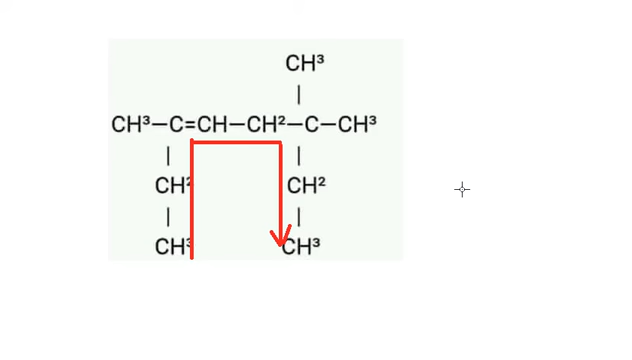 CH³
|
CH³–C=CH–CH²–C–CH³
| |
CH² CH²
| |
CH³ CH³